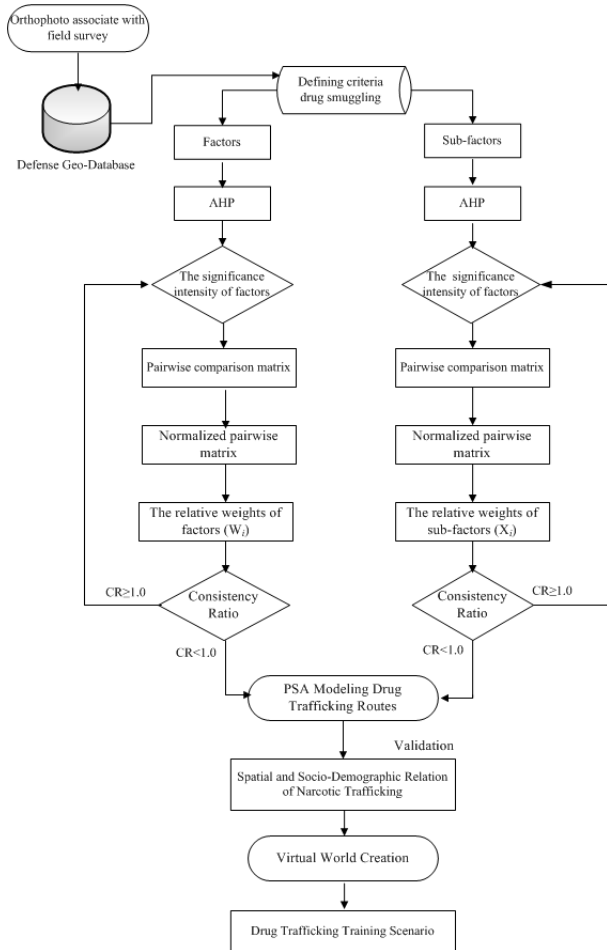 Orthophoto associate with
field survey
Defense Geo-Database
Defining criteria
drug smuggling
Factors
Sub-factors
AHP
AHP
The significance
intensity of factors
The significance
intensity of factors
Pairwise comparison matrix
Pairwise comparison matrix
Normalized pairwise
matrix
Normalized pairwise
matrix
The relative weights of
factors (Wi)
The relative weights of
sub-factors (Xi)
CR≥1.0
Consistency
Ratio
Consistency
Ratio
CR≥1.0
CR<1.0
CR<1.0
PSA Modeling Drug
Trafficking Routes
Validation
Spatial and Socio-Demographic Relation
of Narcotic Trafficking
Virtual World Creation
Drug Trafficking Training Scenario